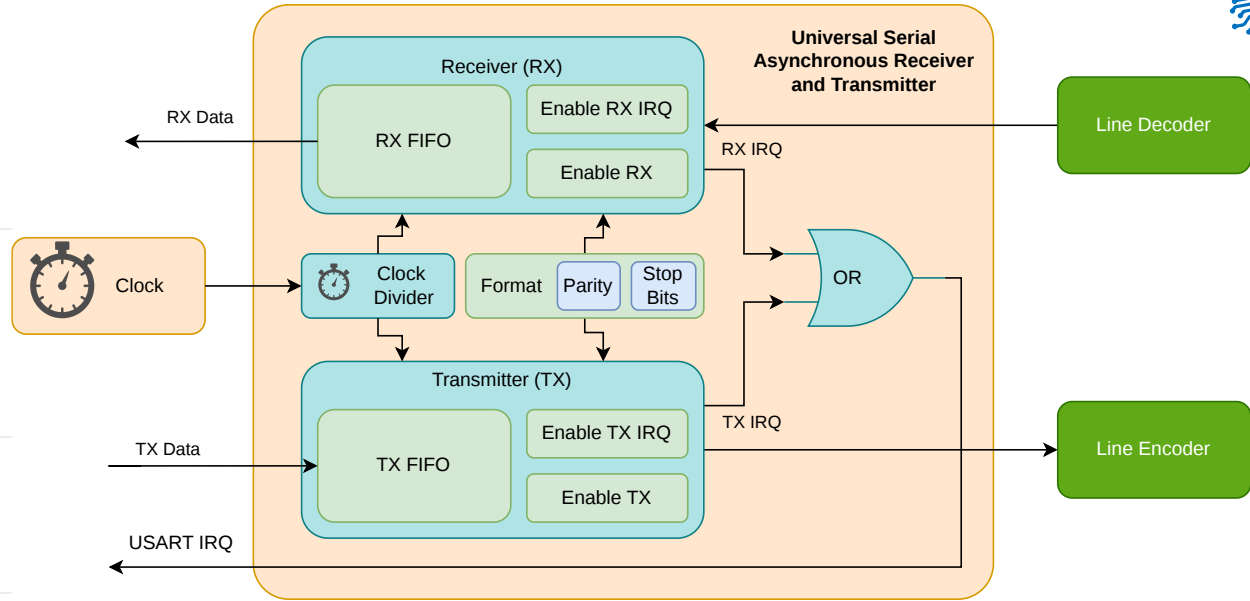 Universal Serial
Asynchronous Receiver
and Transmitter
Receiver (RX)
RX Data
RX FIFO
Enable RX IRQ
Enable RX
RX IRQ
Line Decoder
Clock
Clock
Divider
Format
Parity
Stop
Bits
OR
Transmitter (TX)
TX Data
TX FIFO
Enable TX IRQ
Enable TX
TX IRQ
Line Encoder
USART IRQ